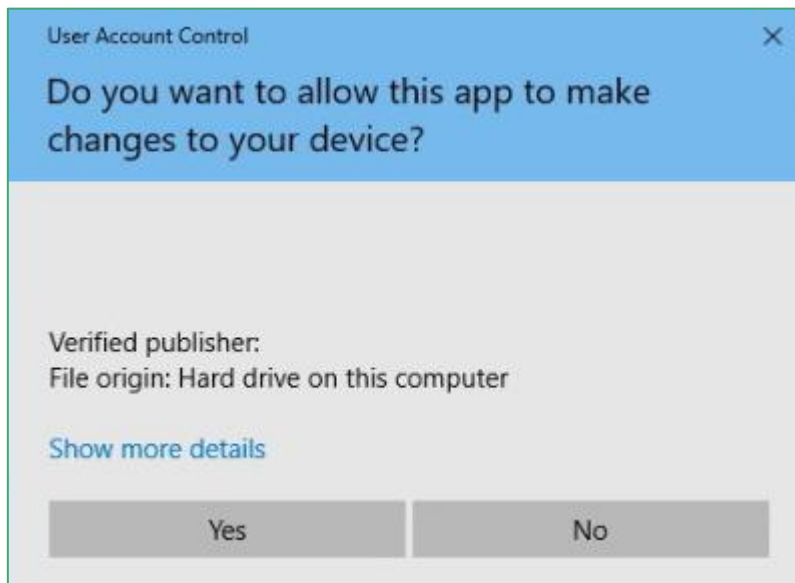 User Account Control
Do you want to allow this app to make
changes to your device?
Verified publisher:
File origin: Hard drive on this computer
Show more details
Yes
No